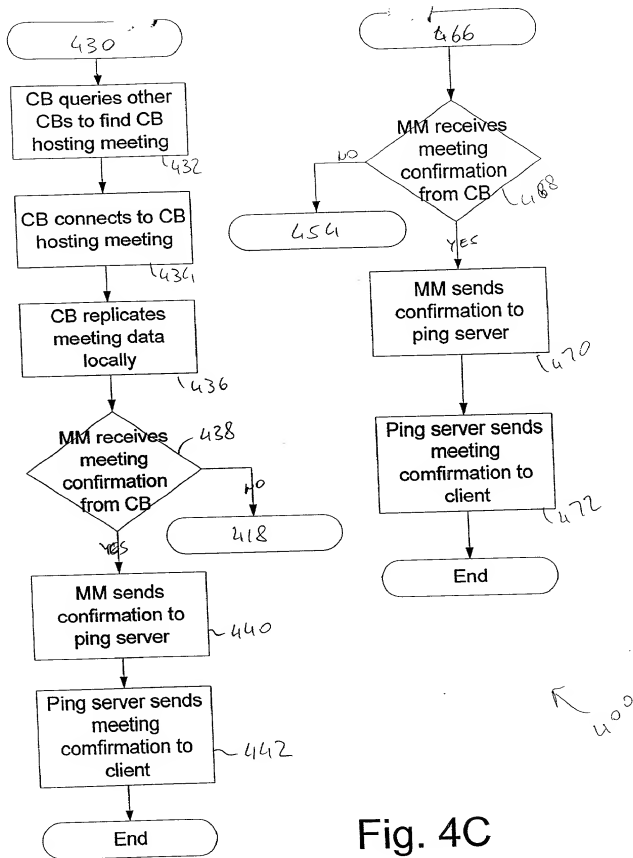 430
CB queries other
CBs to find CB
hosting meeting
432
CB connects to CB
hosting meeting
434
CB replicates
meeting data
locally
436
MM receives
meeting
confirmation
from CB
438
NO
418
YES
MM sends
confirmation to
ping server
440
Ping server sends
meeting
comfirmation to
client
442
End
466
MM receives
meeting
confirmation
from CB
468
NO
454
YES
MM sends
confirmation to
ping server
470
Ping server sends
meeting
comfirmation to
client
472
End
400
Fig. 4C